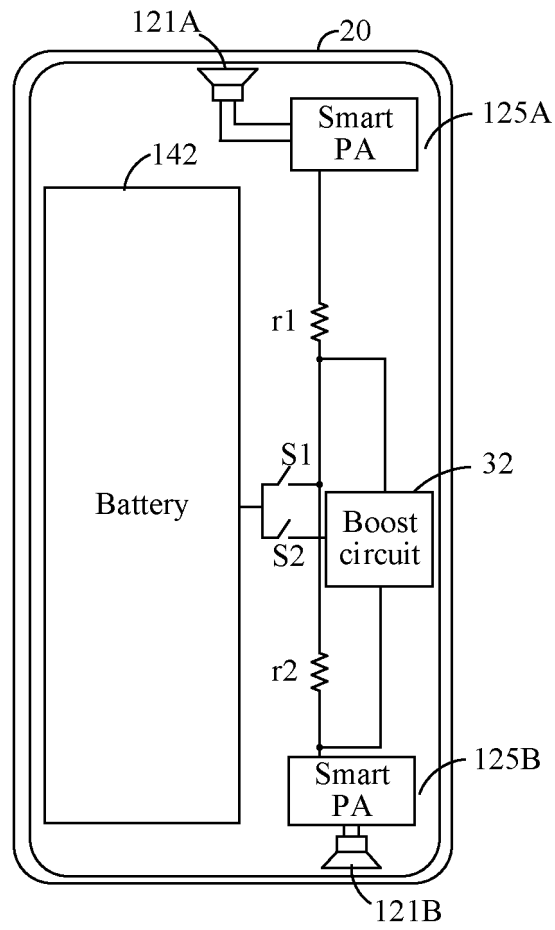 121A
20
Smart
PA
125A
142
r1
S1
32
Battery
Boost
circuit
S2
r2
Smart
PA
125B
121B